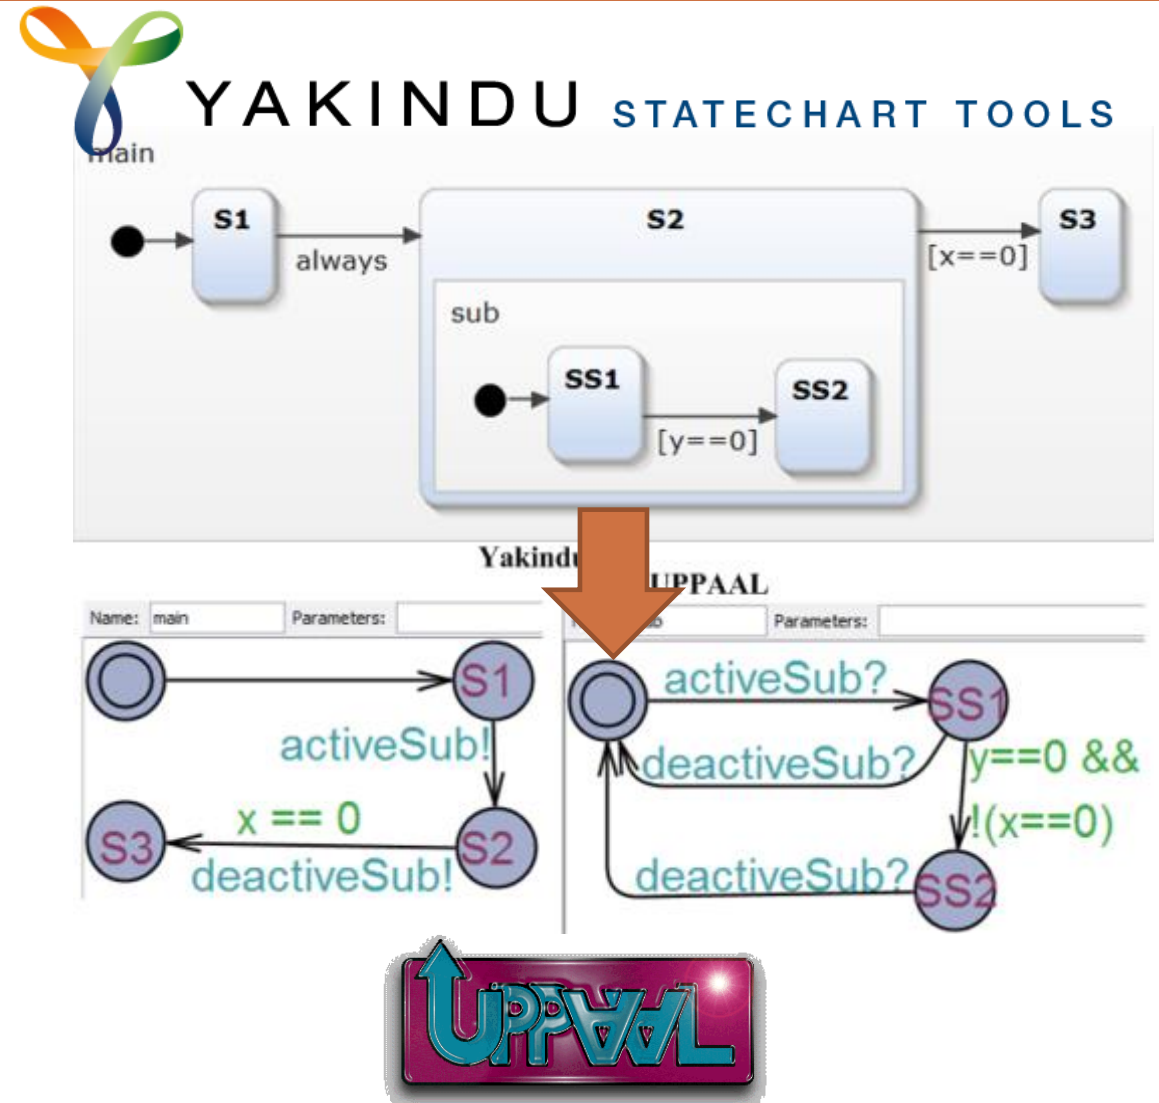 YAKINDU STATECHART TOOLS
main
S1
S2
S3
always
[x==0]
sub
SS1
SS2
[y==0]
UPPAAL
Name: main Parameters:
Parameters:
S1
activeSub!
x == 0
S3
S2
deactiveSub!
activeSub?
SS1
deactiveSub?
y==0 &&
!(x==0)
deactiveSub?
SS2
UPPAAL